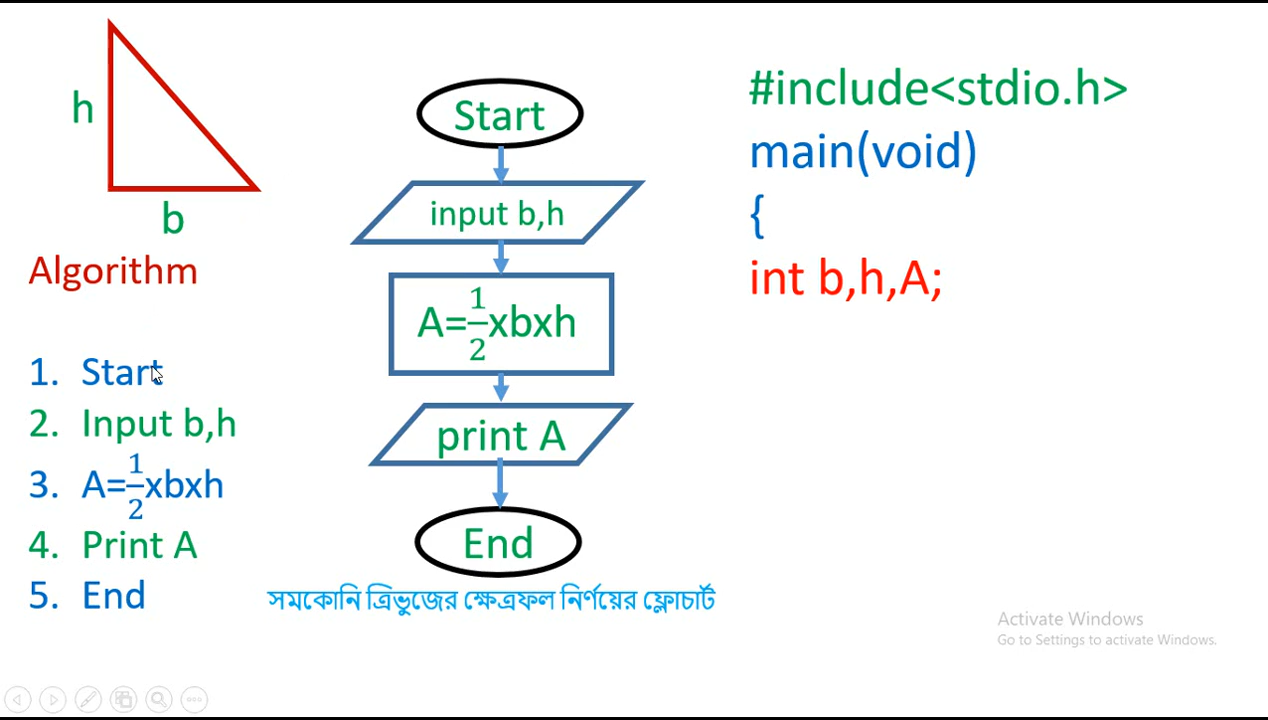 h
b
Algorithm
1. Start
2. Input b,h
3. A=1/2xbxh
4. Print A
5. End
Start
input b,h
A=1/2xbxh
print A
End
সমকোনি ত্রিভুজের ক্ষেত্রফল নির্ণয়ের ফ্লোচার্ট
#include<stdio.h>
main(void)
{
int b,h,A;
Activate Windows
Go to Settings to activate Windows.